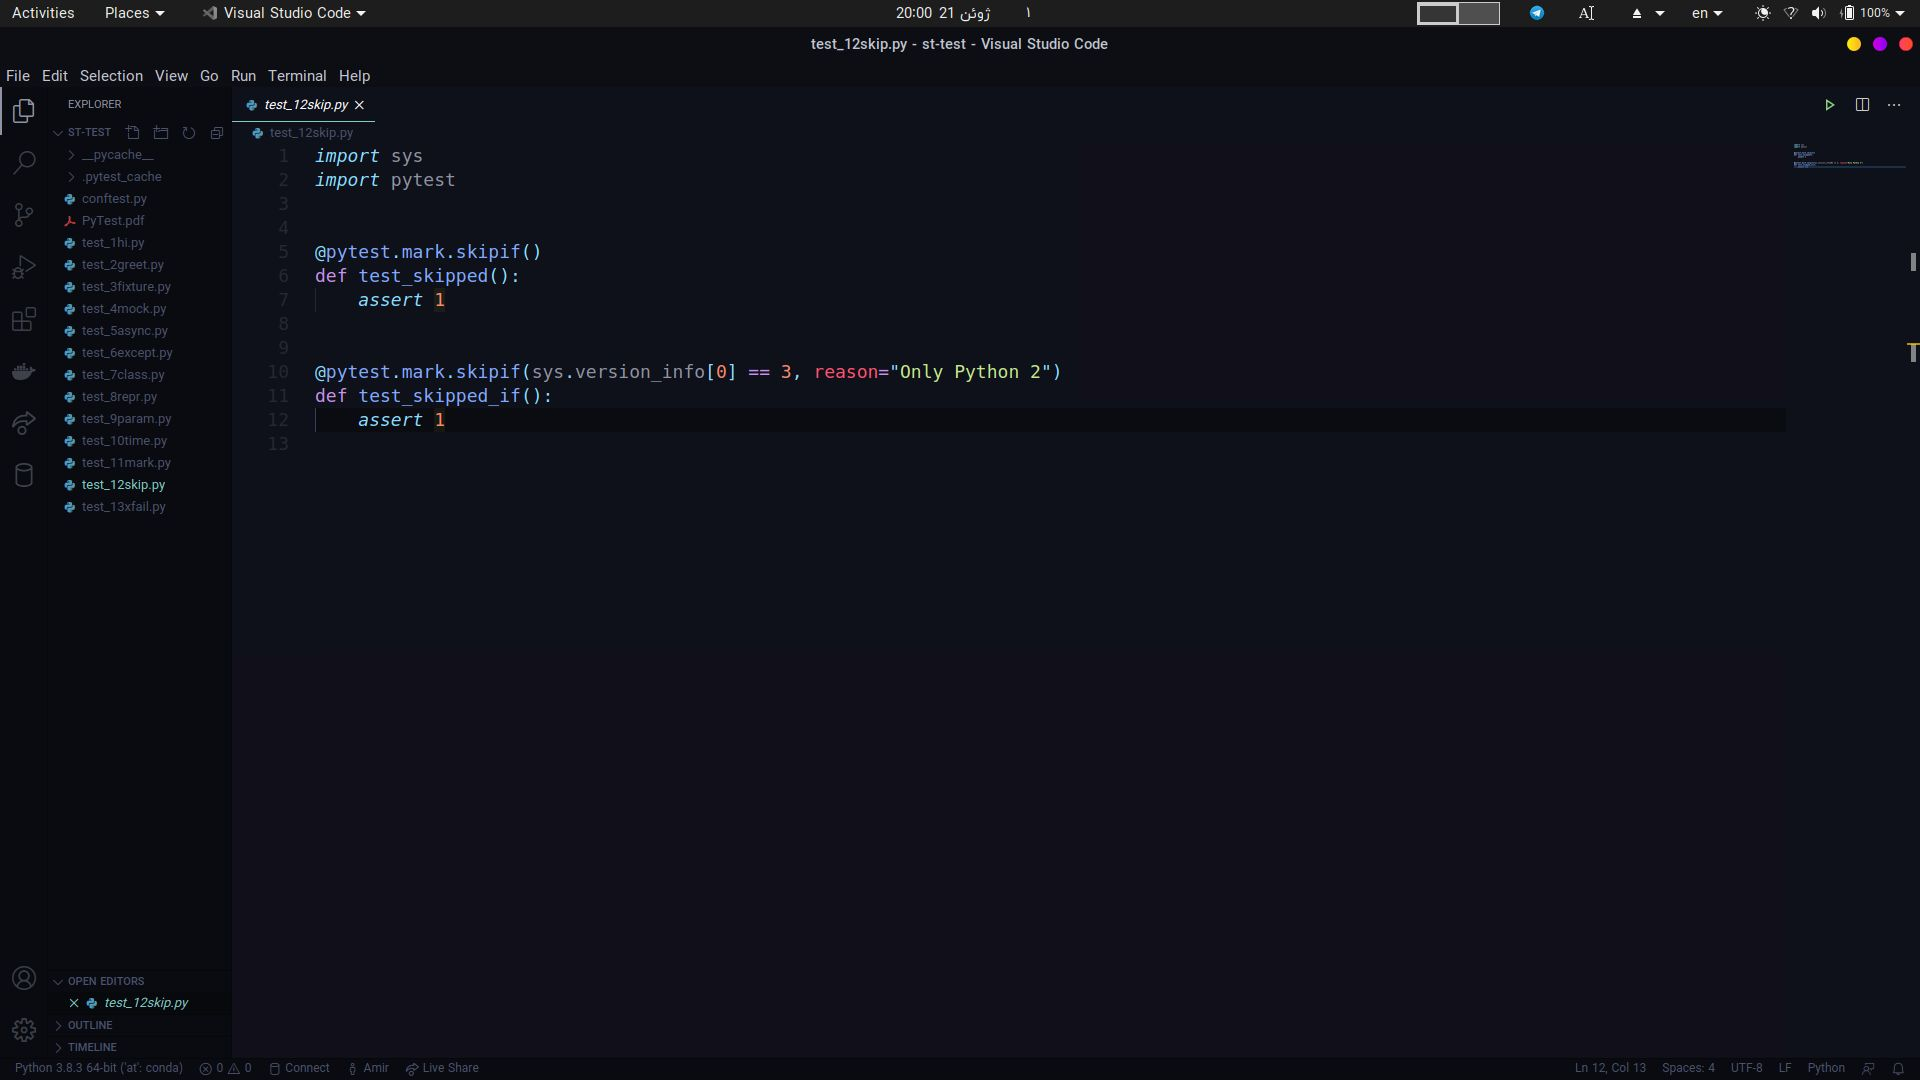 Activities Places Visual Studio Code 20:00 21 ژوئن ١ en 100%
test_12skip.py - st-test - Visual Studio Code
File Edit Selection View Go Run Terminal Help
EXPLORER
ST-TEST
__pycache__
.pytest_cache
conftest.py
PyTest.pdf
test_1hi.py
test_2greet.py
test_3fixture.py
test_4mock.py
test_5async.py
test_6except.py
test_7class.py
test_8repr.py
test_9param.py
test_10time.py
test_11mark.py
test_12skip.py
test_13xfail.py
OPEN EDITORS
test_12skip.py
OUTLINE
TIMELINE
test_12skip.py
test_12skip.py
1 import sys
2 import pytest
3
4
5 @pytest.mark.skipif()
6 def test_skipped():
7     assert 1
8
9
10 @pytest.mark.skipif(sys.version_info[0] == 3, reason="Only Python 2")
11 def test_skipped_if():
12     assert 1
13
Python 3.8.3 64-bit ('at': conda) 0 0 Connect Amir Live Share Ln 12, Col 13 Spaces: 4 UTF-8 LF Python